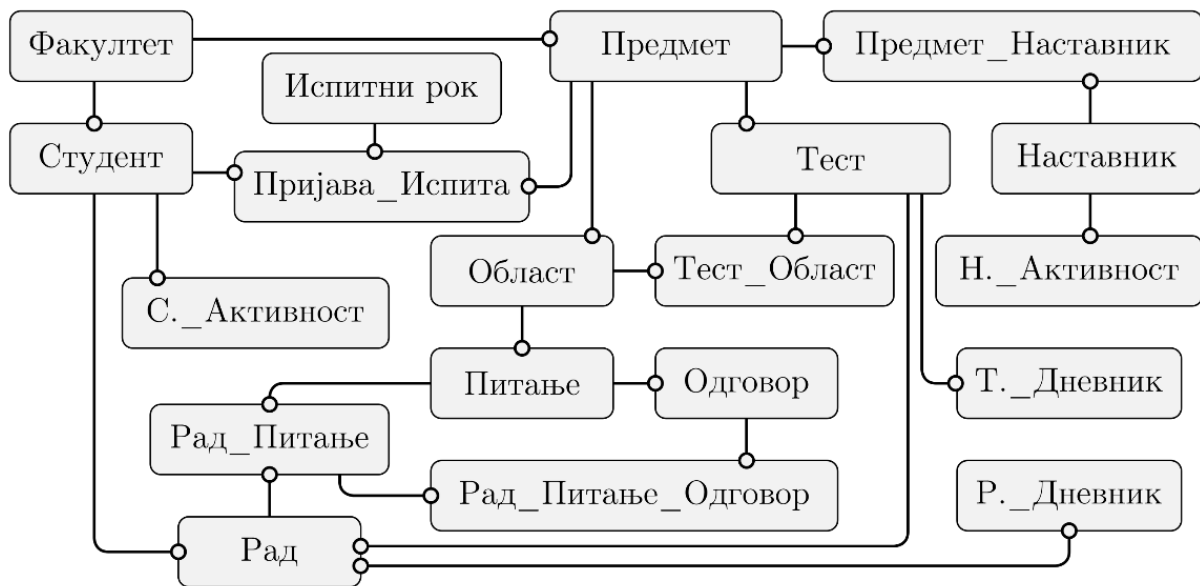 Факултет
Предмет
Предмет_Наставник
Испитни рок
Студент
Пријава_Испита
Тест
Наставник
Област
Тест_Област
Н._Активност
С._Активност
Питање
Одговор
Т._Дневник
Рад_Питање
Рад_Питање_Одговор
Р._Дневник
Рад